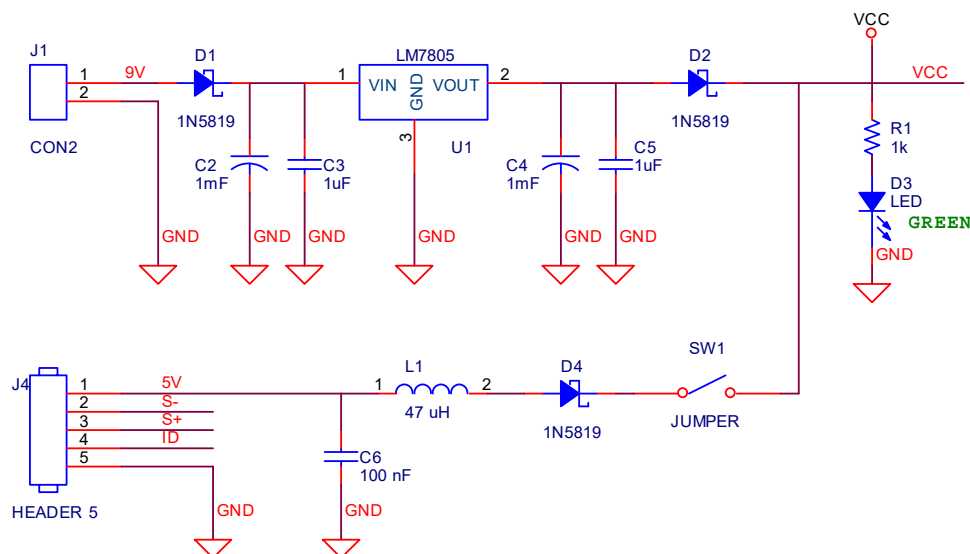 VCC
J1
D1
LM7805
D2
1
9V
1
VIN
GND
VOUT
2
VCC
2
1N5819
3
U1
1N5819
R1
1k
CON2
C2
1mF
C3
1uF
C4
1mF
C5
1uF
D3
LED
GREEN
GND
GND
GND
GND
GND
GND
GND
SW1
J4
L1
D4
1
5V
1
2
2
S-
47 uH
3
S+
1N5819
JUMPER
4
ID
5
C6
100 nF
HEADER 5
GND
GND